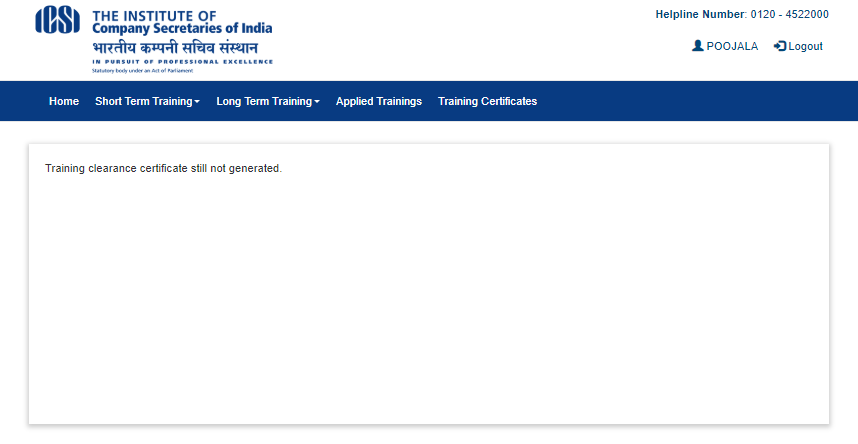 ICSI
THE INSTITUTE OF
Company Secretaries of India
भारतीय कम्पनी सचिव संस्थान
IN PURSUIT OF PROFESSIONAL EXCELLENCE
Statutory body under an Act of Parliament
Helpline Number: 0120 - 4522000
POOJALA Logout
Home Short Term Training Long Term Training Applied Trainings Training Certificates
Training clearance certificate still not generated.